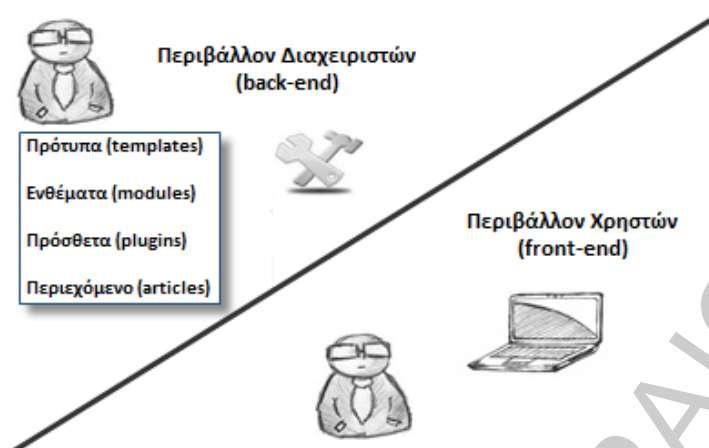 Περιβάλλον Διαχειριστών
(back-end)
Πρότυπα (templates)
Ενθέματα (modules)
Πρόσθετα (plugins)
Περιεχόμενο (articles)
Περιβάλλον Χρηστών
(front-end)